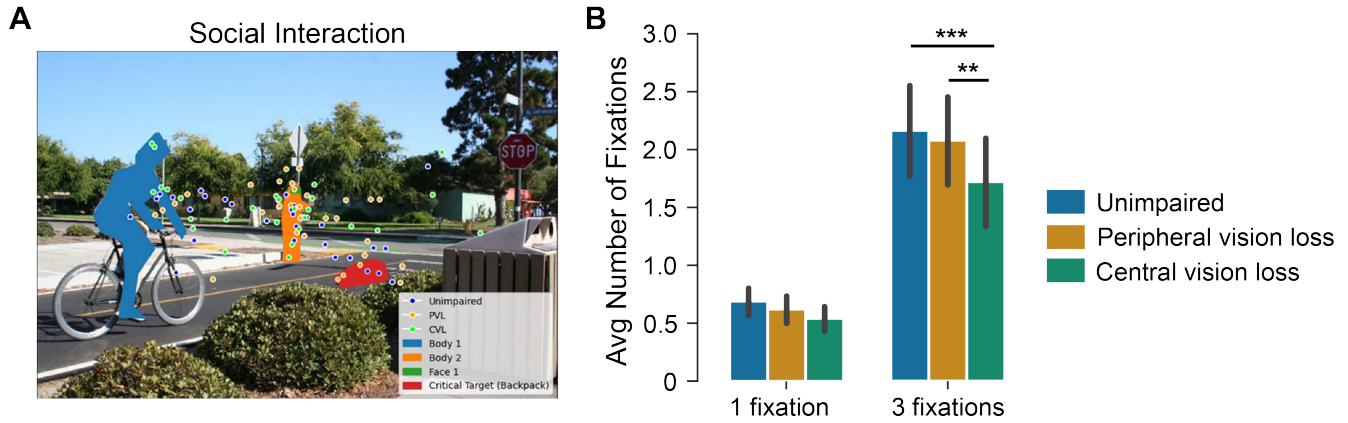 A
Social Interaction
STOP
Unimpaired
PVL
CVL
Body 1
Body 2
Face 1
Critical Target (Backpack)
B
Avg Number of Fixations
3.0
2.5
2.0
1.5
1.0
0.5
0
***
**
1 fixation
3 fixations
Unimpaired
Peripheral vision loss
Central vision loss